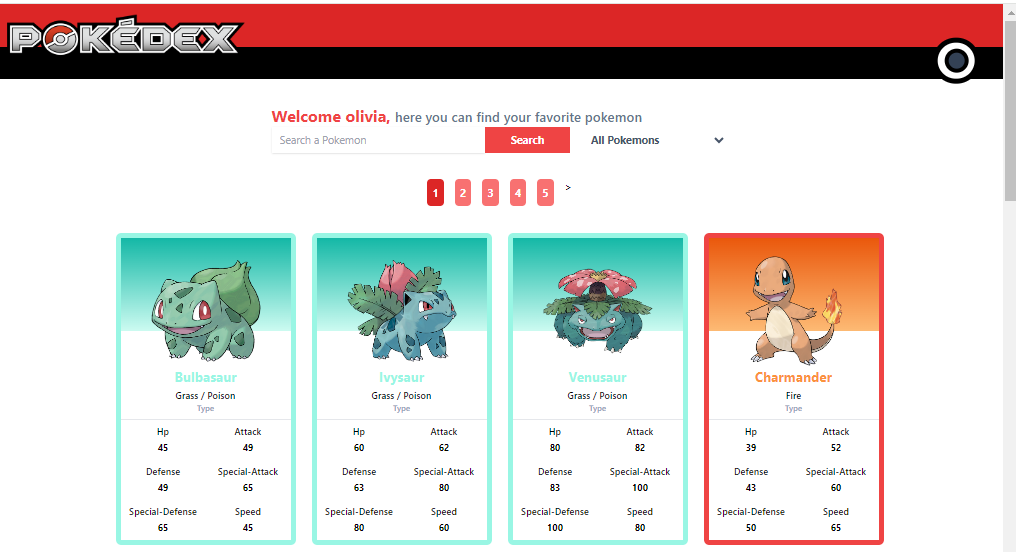 POKÉDEX
Welcome olivia, here you can find your favorite pokemon
Search a Pokemon Search All Pokemons
1 2 3 4 5 >
Bulbasaur
Grass / Poison
Type
Hp Attack
45 49
Defense Special-Attack
49 65
Special-Defense Speed
65 45
Ivysaur
Grass / Poison
Type
Hp Attack
60 62
Defense Special-Attack
63 80
Special-Defense Speed
80 60
Venusaur
Grass / Poison
Type
Hp Attack
80 82
Defense Special-Attack
83 100
Special-Defense Speed
100 80
Charmander
Fire
Type
Hp Attack
39 52
Defense Special-Attack
43 60
Special-Defense Speed
50 65